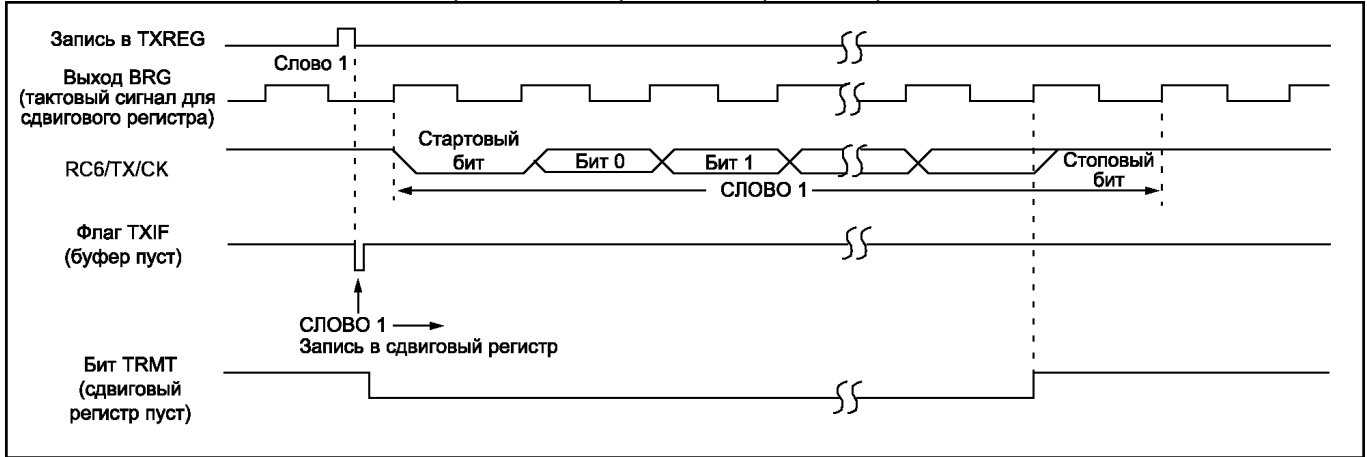 Запись в TXREG
Слово 1
Выход BRG
(тактовый сигнал для
сдвигового регистра)
RC6/TX/CK
Стартовый
бит
Бит 0
Бит 1
Стоповый
бит
СЛОВО 1
Флаг TXIF
(буфер пуст)
СЛОВО 1
Запись в сдвиговый регистр
Бит TRMT
(сдвиговый
регистр пуст)